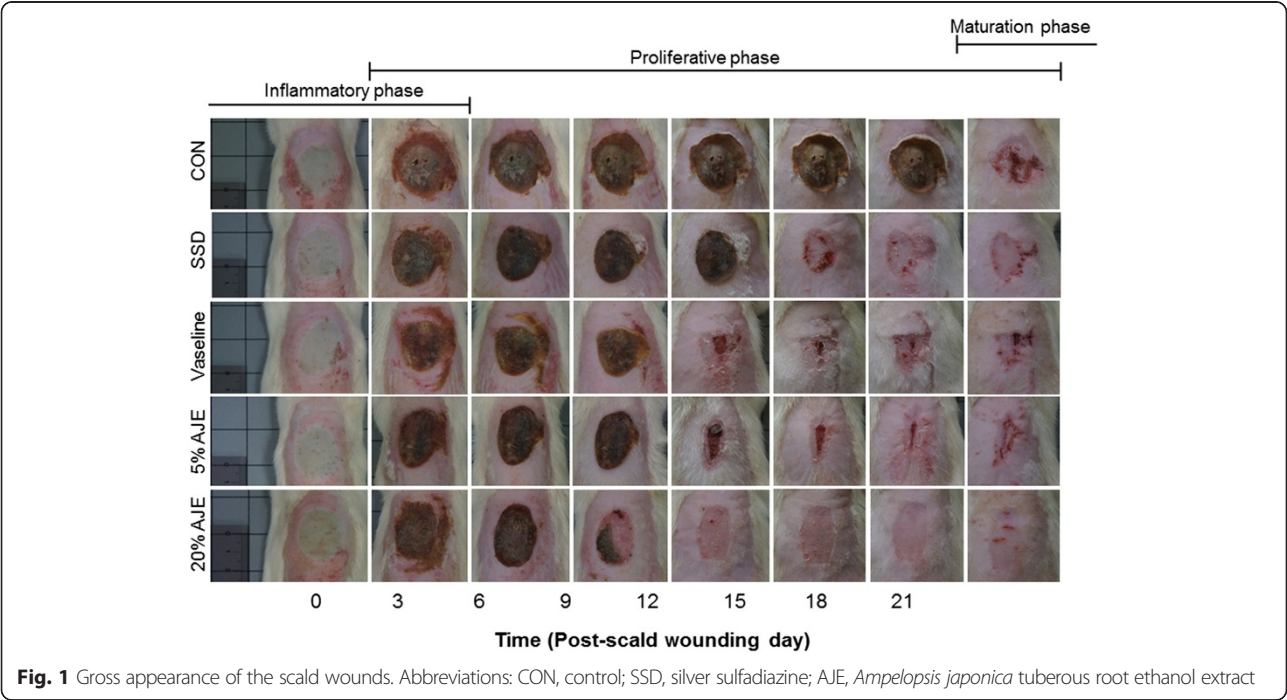 Maturation phase
Proliferative phase
Inflammatory phase
CON
SSD
Vaseline
5% AJE
20% AJE
0 3 6 9 12 15 18 21
Time (Post-scald wounding day)
Fig. 1 Gross appearance of the scald wounds. Abbreviations: CON, control; SSD, silver sulfadiazine; AJE, Ampelopsis japonica tuberous root ethanol extract